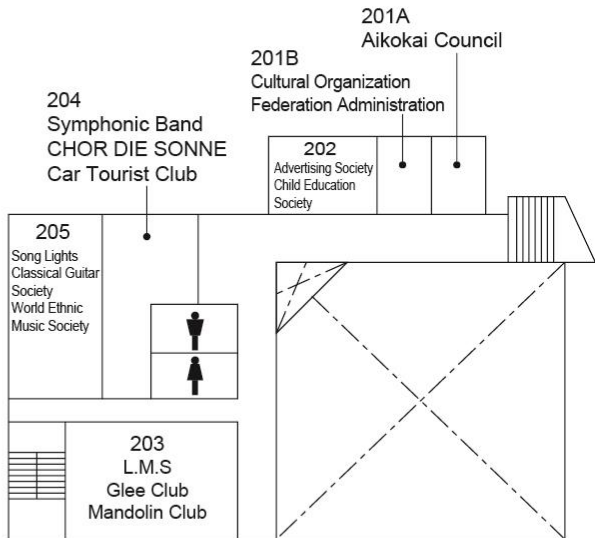 201A
Aikokai Council
201B
Cultural Organization
Federation Administration
204
Symphonic Band
CHOR DIE SONNE
Car Tourist Club
202
Advertising Society
Child Education
Society
205
Song Lights
Classical Guitar
Society
World Ethnic
Music Society
203
L.M.S
Glee Club
Mandolin Club